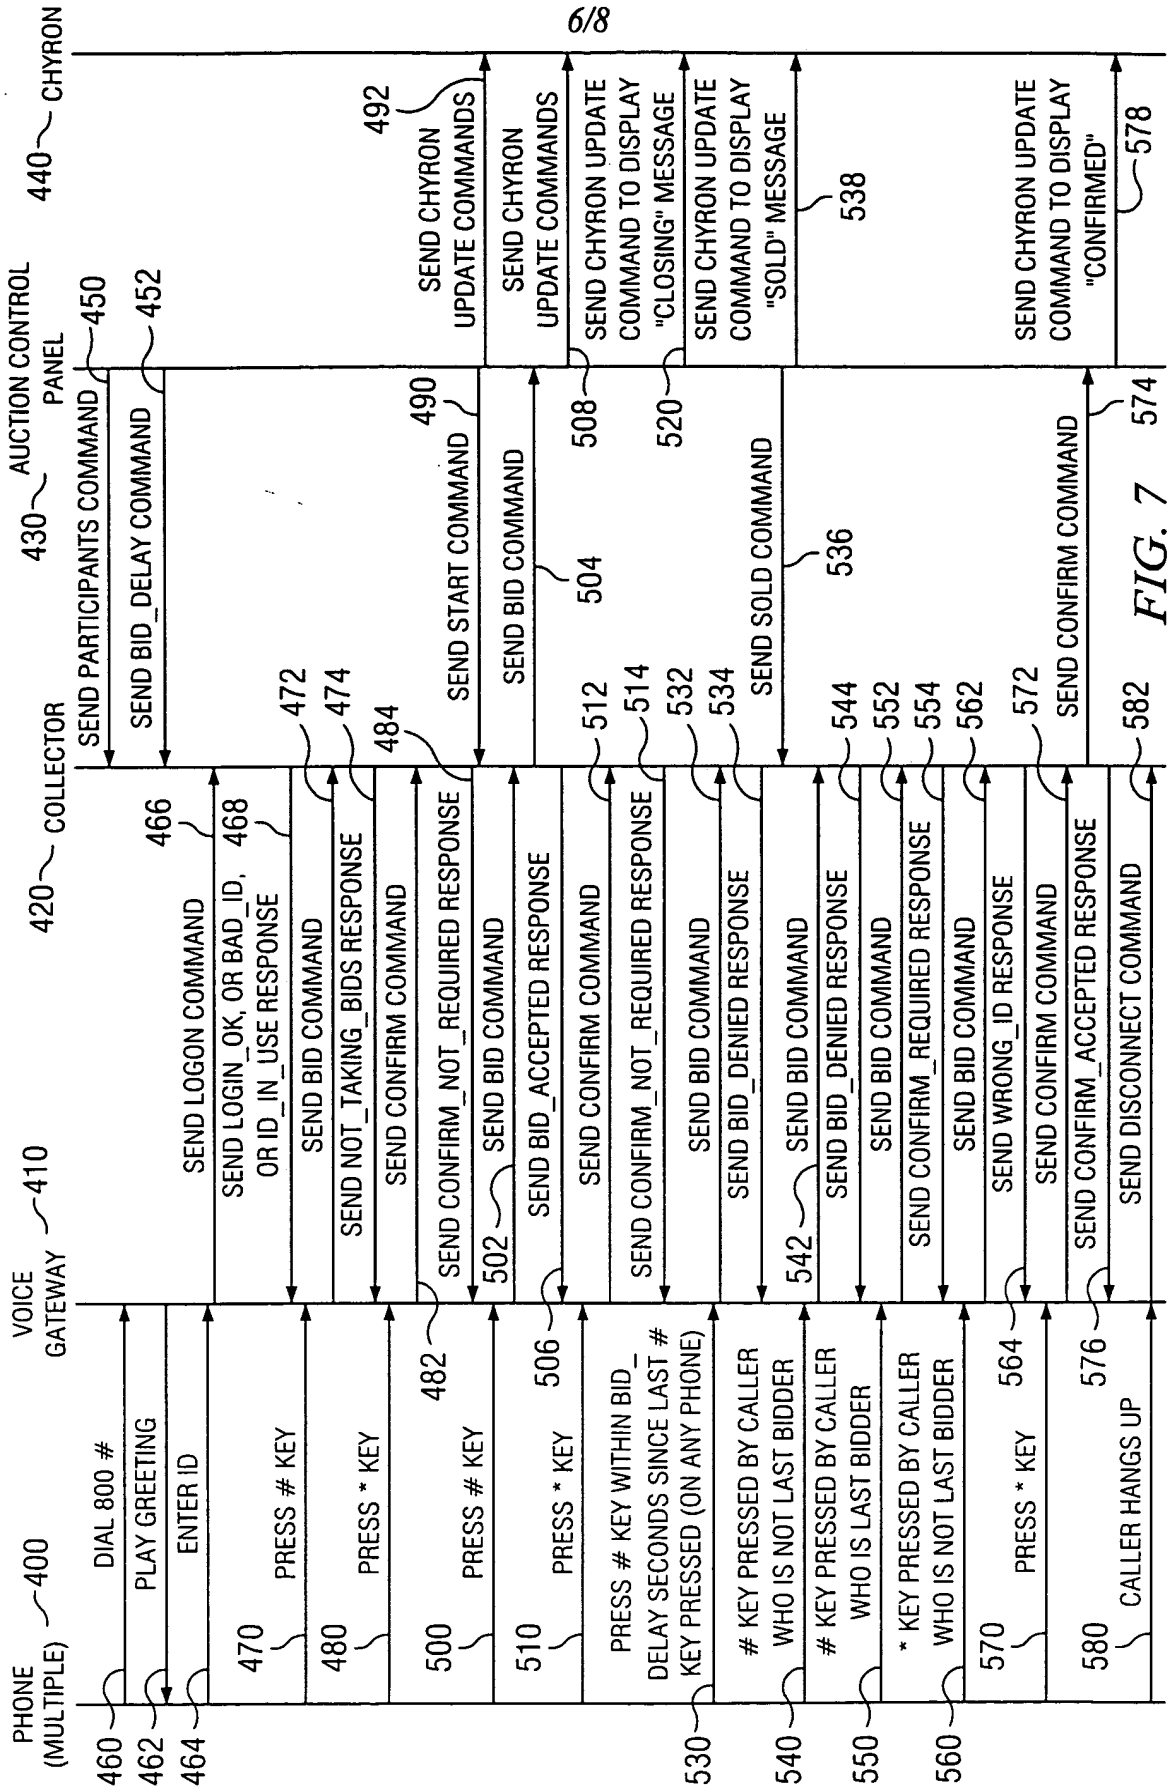 6/8
PHONE
(MULTIPLE)
400
VOICE
GATEWAY
410
420
COLLECTOR
430
AUCTION CONTROL
PANEL
440
CHYRON
SEND PARTICIPANTS COMMAND
450
460
DIAL 800 #
SEND BID_DELAY COMMAND
452
462
PLAY GREETING
464
ENTER ID
SEND LOGON COMMAND
466
SEND LOGIN_OK, OR BAD_ID,
OR ID_IN_USE RESPONSE
468
470
PRESS # KEY
SEND BID COMMAND
472
SEND NOT_TAKING_BIDS RESPONSE
474
480
PRESS * KEY
SEND CONFIRM COMMAND
482
SEND CONFIRM_NOT_REQUIRED RESPONSE
484
SEND START COMMAND
490
SEND CHYRON
UPDATE COMMANDS
492
500
PRESS # KEY
502
SEND BID COMMAND
SEND BID COMMAND
504
SEND BID_ACCEPTED RESPONSE
506
SEND CHYRON
UPDATE COMMANDS
508
510
PRESS * KEY
SEND CONFIRM COMMAND
512
SEND CONFIRM_NOT_REQUIRED RESPONSE
514
SEND CHYRON UPDATE
COMMAND TO DISPLAY
"CLOSING" MESSAGE
520
530
PRESS # KEY WITHIN BID_
DELAY SECONDS SINCE LAST #
KEY PRESSED (ON ANY PHONE)
SEND BID COMMAND
532
SEND BID_DENIED RESPONSE
534
SEND SOLD COMMAND
536
SEND CHYRON UPDATE
COMMAND TO DISPLAY
"SOLD" MESSAGE
538
540
# KEY PRESSED BY CALLER
WHO IS NOT LAST BIDDER
542
SEND BID COMMAND
SEND BID_DENIED RESPONSE
544
550
# KEY PRESSED BY CALLER
WHO IS LAST BIDDER
SEND BID COMMAND
552
SEND CONFIRM_REQUIRED RESPONSE
554
560
* KEY PRESSED BY CALLER
WHO IS NOT LAST BIDDER
SEND BID COMMAND
562
564
SEND WRONG_ID RESPONSE
570
PRESS * KEY
SEND CONFIRM COMMAND
572
SEND CONFIRM COMMAND
574
576
SEND CONFIRM_ACCEPTED RESPONSE
SEND CHYRON UPDATE
COMMAND TO DISPLAY
"CONFIRMED"
578
580
CALLER HANGS UP
SEND DISCONNECT COMMAND
582
FIG. 7